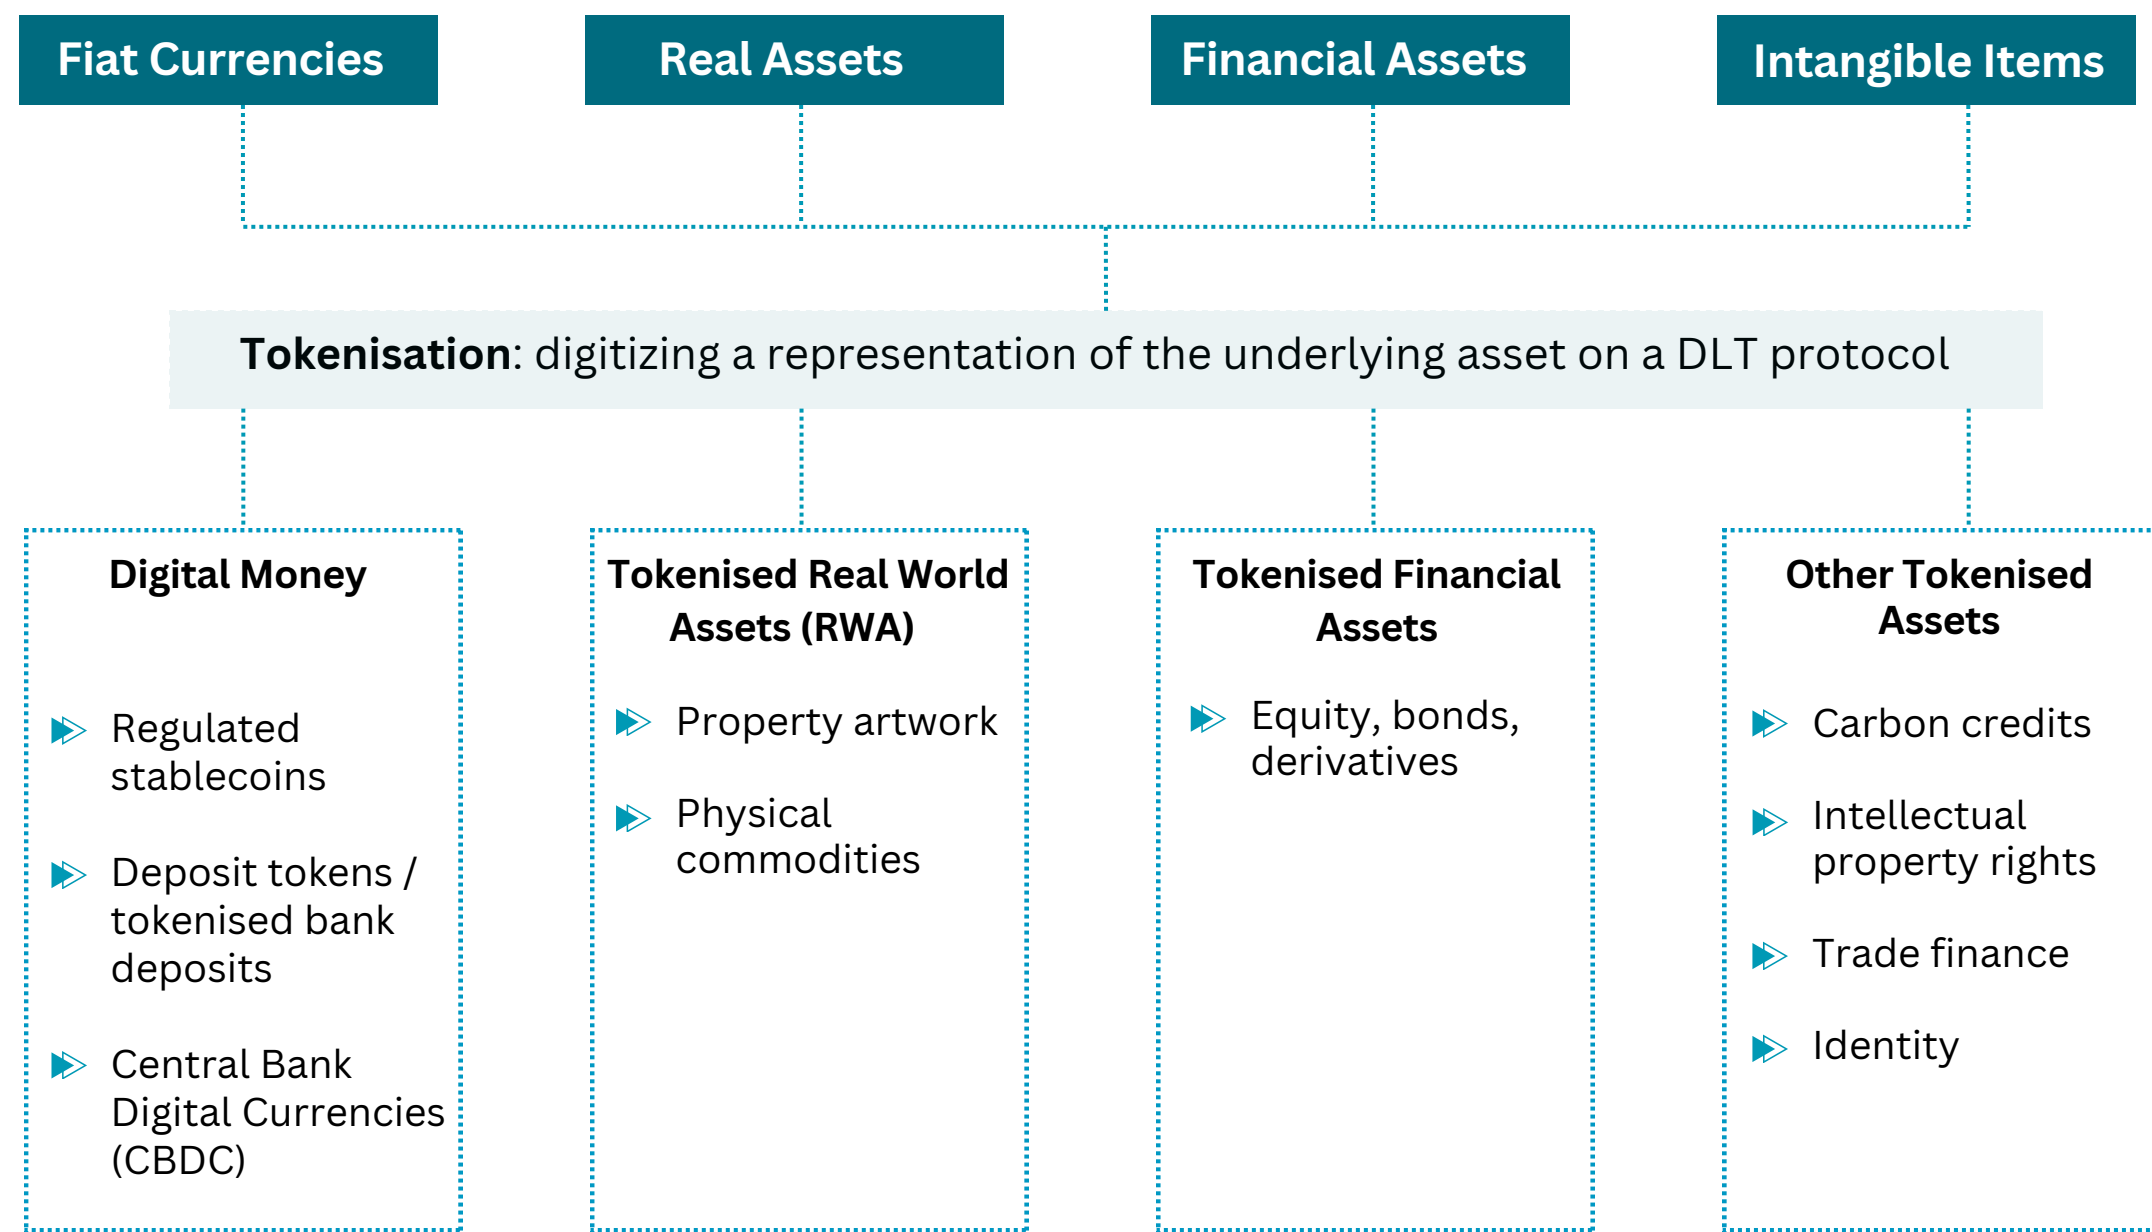 Fiat Currencies
Real Assets
Financial Assets
Intangible Items
Tokenisation: digitizing a representation of the underlying asset on a DLT protocol
Digital Money
Regulated
stablecoins
Deposit tokens /
tokenised bank
deposits
Central Bank
Digital Currencies
(CBDC)
Tokenised Real World
Assets (RWA)
Property artwork
Physical
commodities
Tokenised Financial
Assets
Equity, bonds,
derivatives
Other Tokenised
Assets
Carbon credits
Intellectual
property rights
Trade finance
Identity